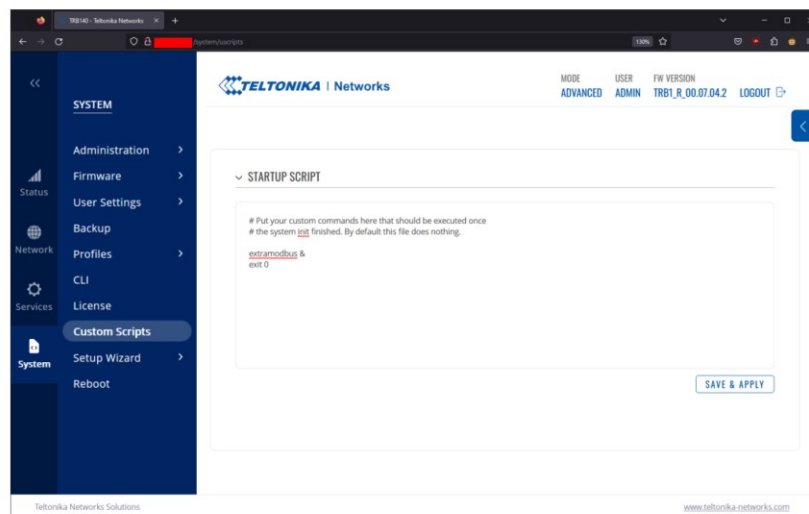 TRB140 - Teltonika Networks
/system/uscripts
130%
TELTONIKA | Networks
MODE
ADVANCED
USER
ADMIN
FW VERSION
TRB1_R_00.07.04.2
LOGOUT
SYSTEM
Status
Network
Services
System
Administration
Firmware
User Settings
Backup
Profiles
CLI
License
Custom Scripts
Setup Wizard
Reboot
STARTUP SCRIPT
# Put your custom commands here that should be executed once
# the system init finished. By default this file does nothing.
extramodbus &
exit 0
SAVE & APPLY
Teltonika Networks Solutions
www.teltonika-networks.com